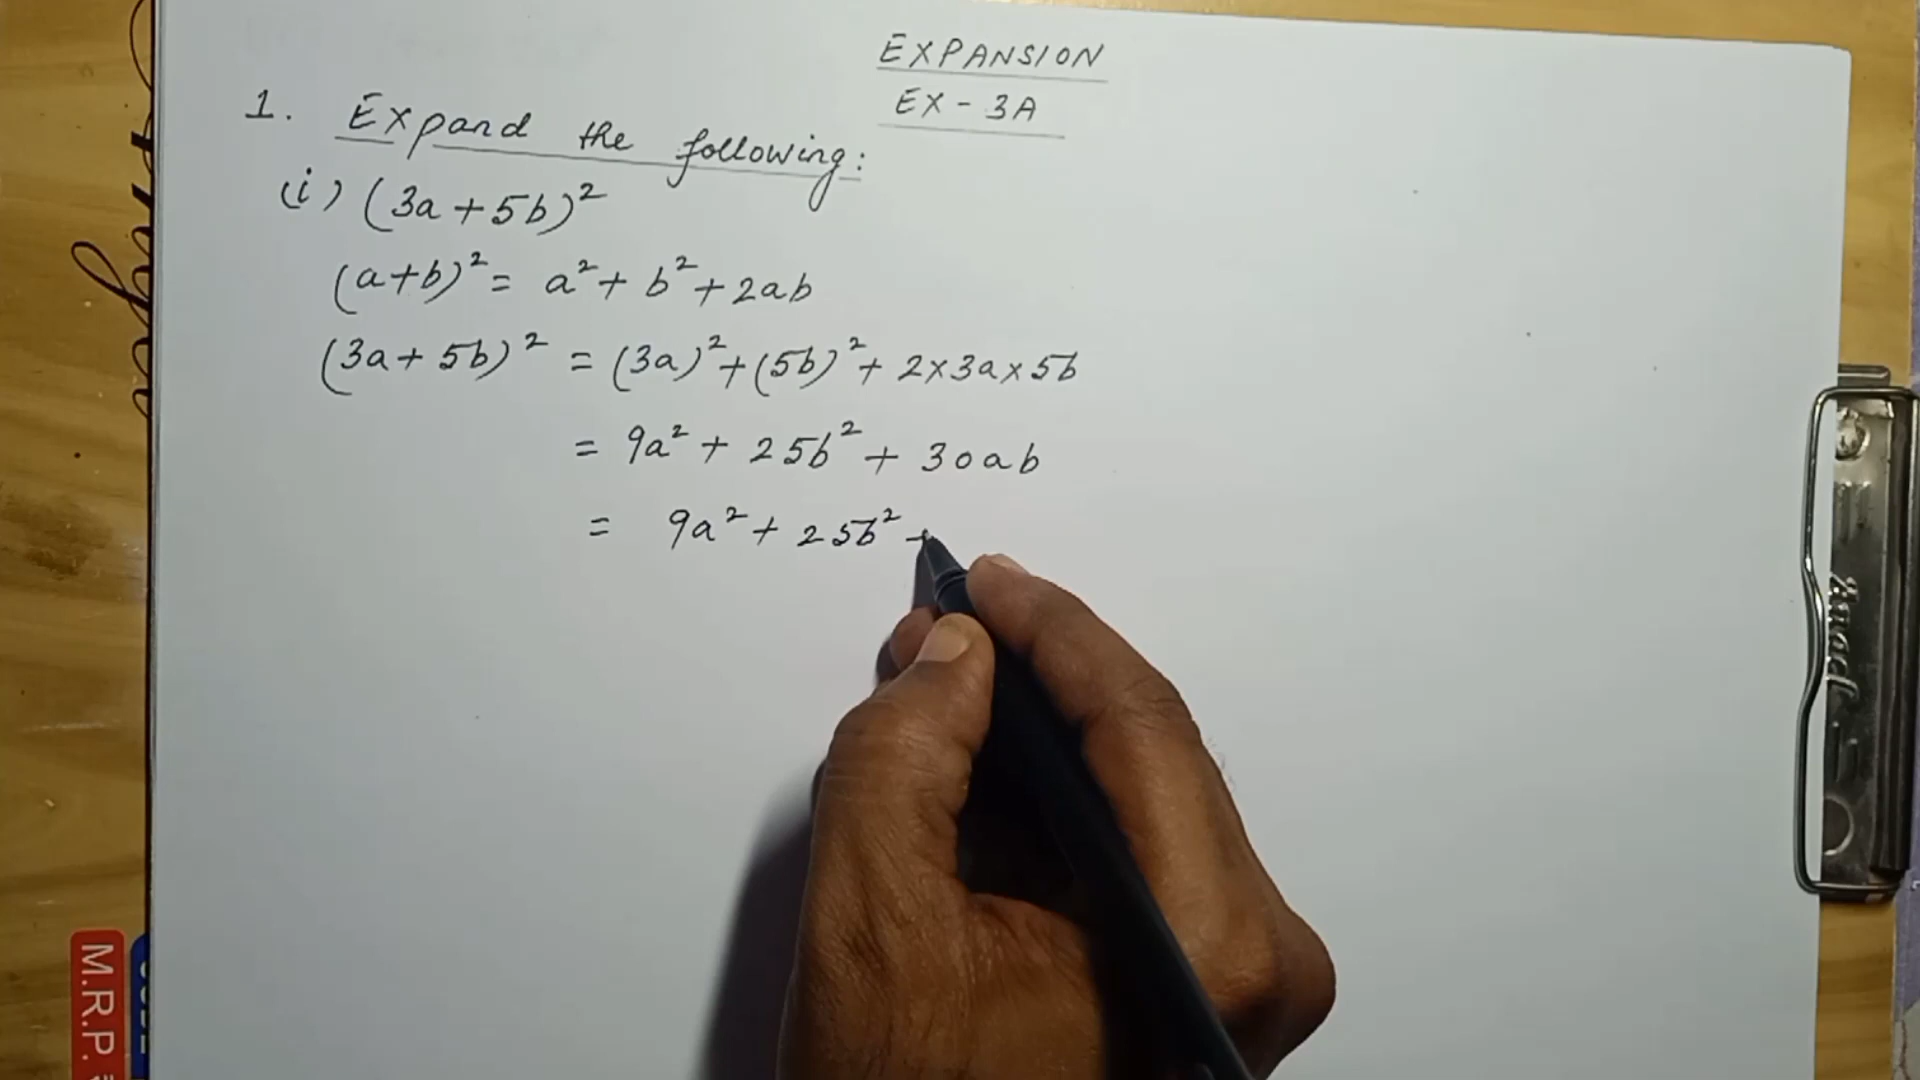 EXPANSION
EX - 3A
1. Expand the following:
(i) (3a + 5b)²
(a+b)² = a² + b² + 2ab
(3a + 5b)² = (3a)² + (5b)² + 2×3a×5b
= 9a² + 25b² + 30ab
= 9a² + 25b² +
M.R.P. ₹